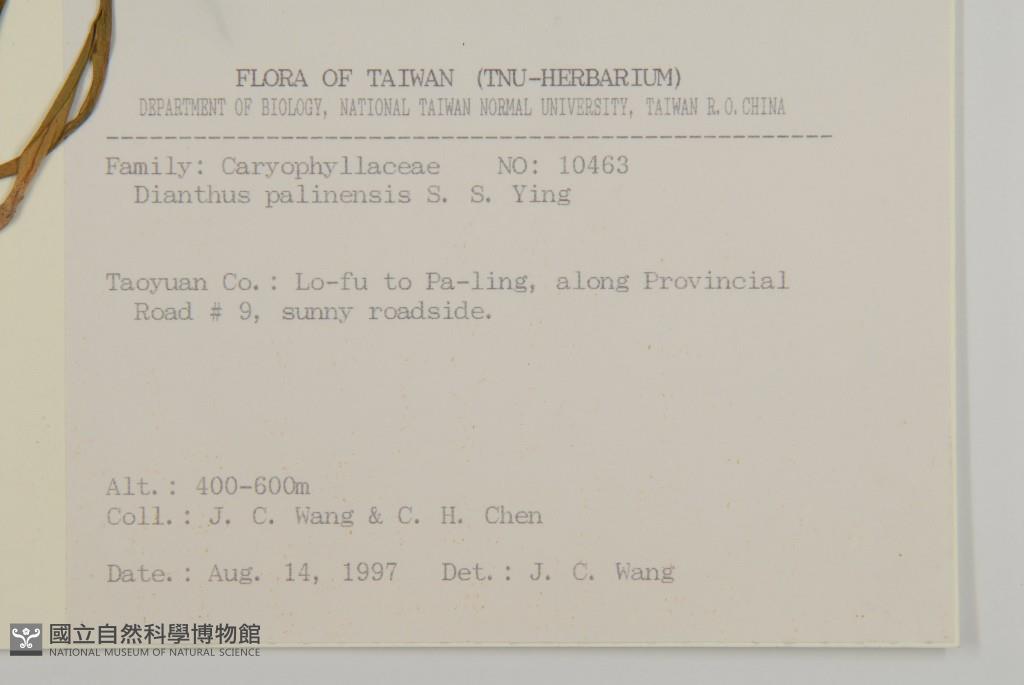 FLORA OF TAIWAN (TNU-HERBARIUM)
DEPARTMENT OF BIOLOGY, NATIONAL TAIWAN NORMAL UNIVERSITY, TAIWAN R.O.CHINA
--------------------------------------------------
Family: Caryophyllaceae NO: 10463
Dianthus palinensis S. S. Ying
Taoyuan Co.: Lo-fu to Pa-ling, along Provincial
Road # 9, sunny roadside.
Alt.: 400-600m
Coll.: J. C. Wang & C. H. Chen
Date.: Aug. 14, 1997 Det.: J. C. Wang
國立自然科學博物館
NATIONAL MUSEUM OF NATURAL SCIENCE